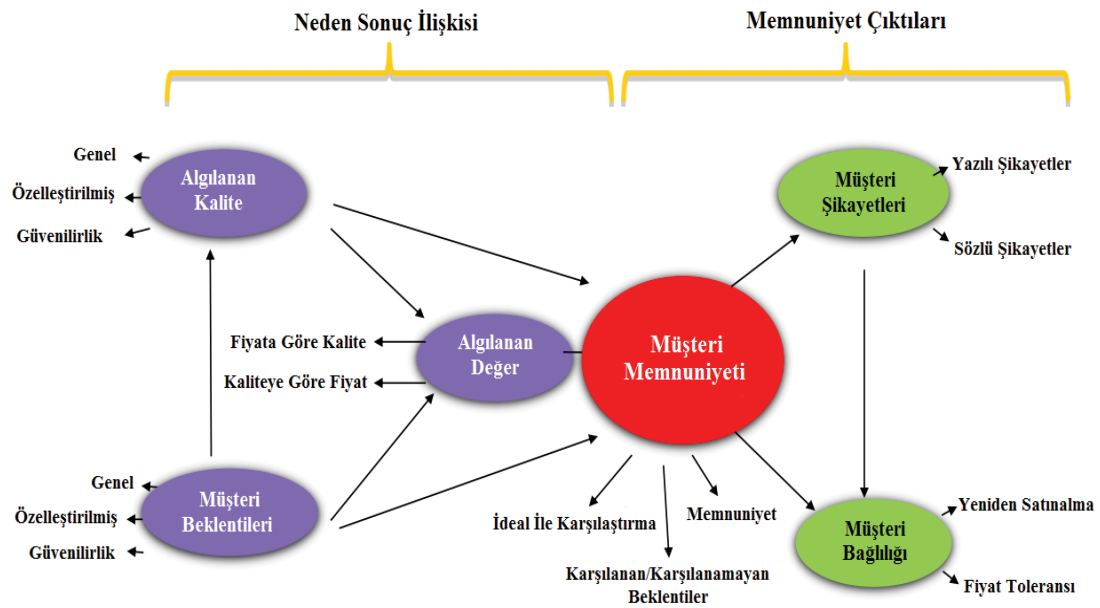 Neden Sonuç İlişkisi
Memnuniyet Çıktıları
Genel
Özelleştirilmiş
Güvenilirlik
Algılanan
Kalite
Müşteri
Şikayetleri
Yazılı Şikayetler
Sözlü Şikayetler
Fiyata Göre Kalite
Kaliteye Göre Fiyat
Algılanan
Değer
Müşteri
Memnuniyeti
Genel
Özelleştirilmiş
Güvenilirlik
Müşteri
Beklentileri
İdeal İle Karşılaştırma
Memnuniyet
Karşılanan/Karşılanamayan
Beklentiler
Müşteri
Bağlılığı
Yeniden Satınalma
Fiyat Toleransı